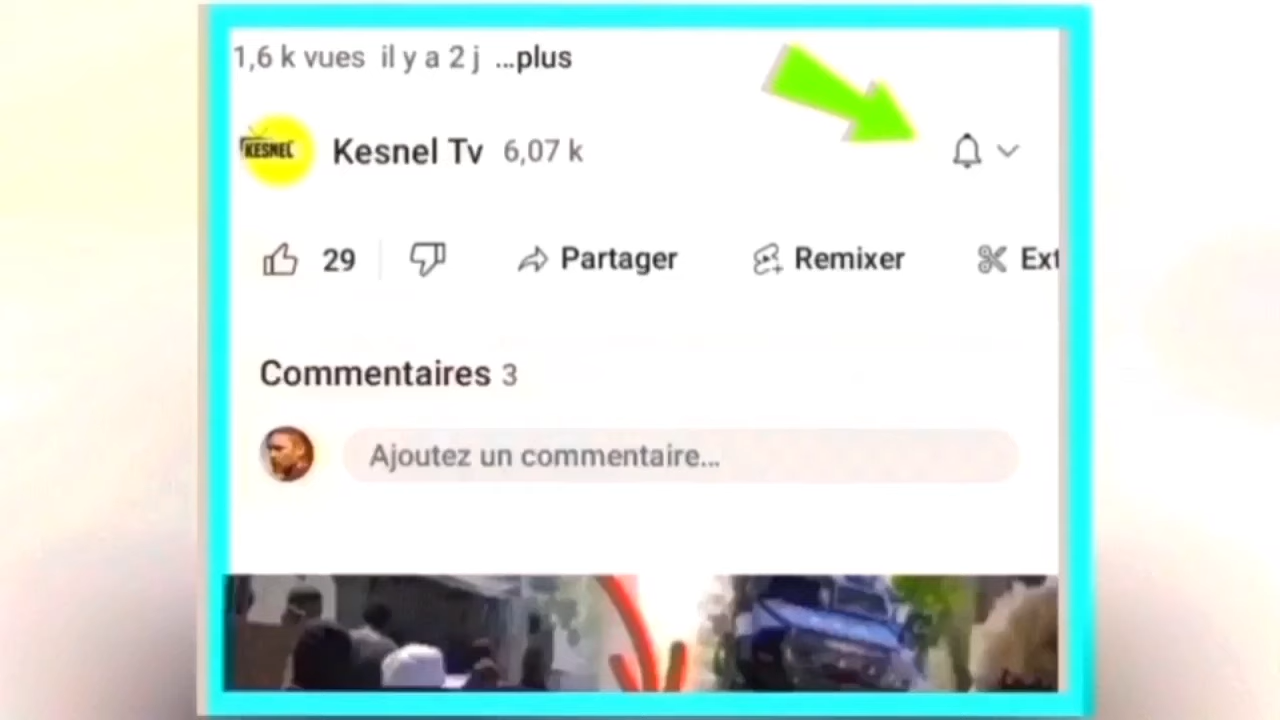 1,6 k vues il y a 2 j ...plus
KESNEL
Kesnel Tv 6,07 k
29
Partager
Remixer
Ext
Commentaires 3
Ajoutez un commentaire...